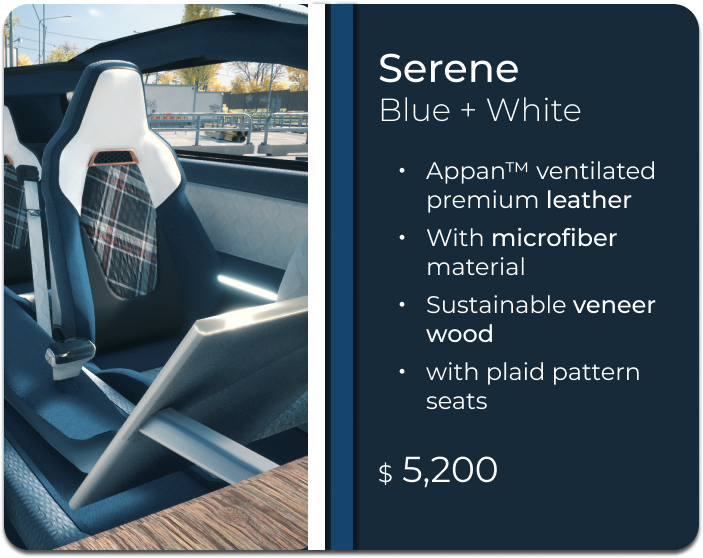 Serene
Blue + White
• Appan™ ventilated
premium leather
• With microfiber
material
• Sustainable veneer
wood
• with plaid pattern
seats
$ 5,200